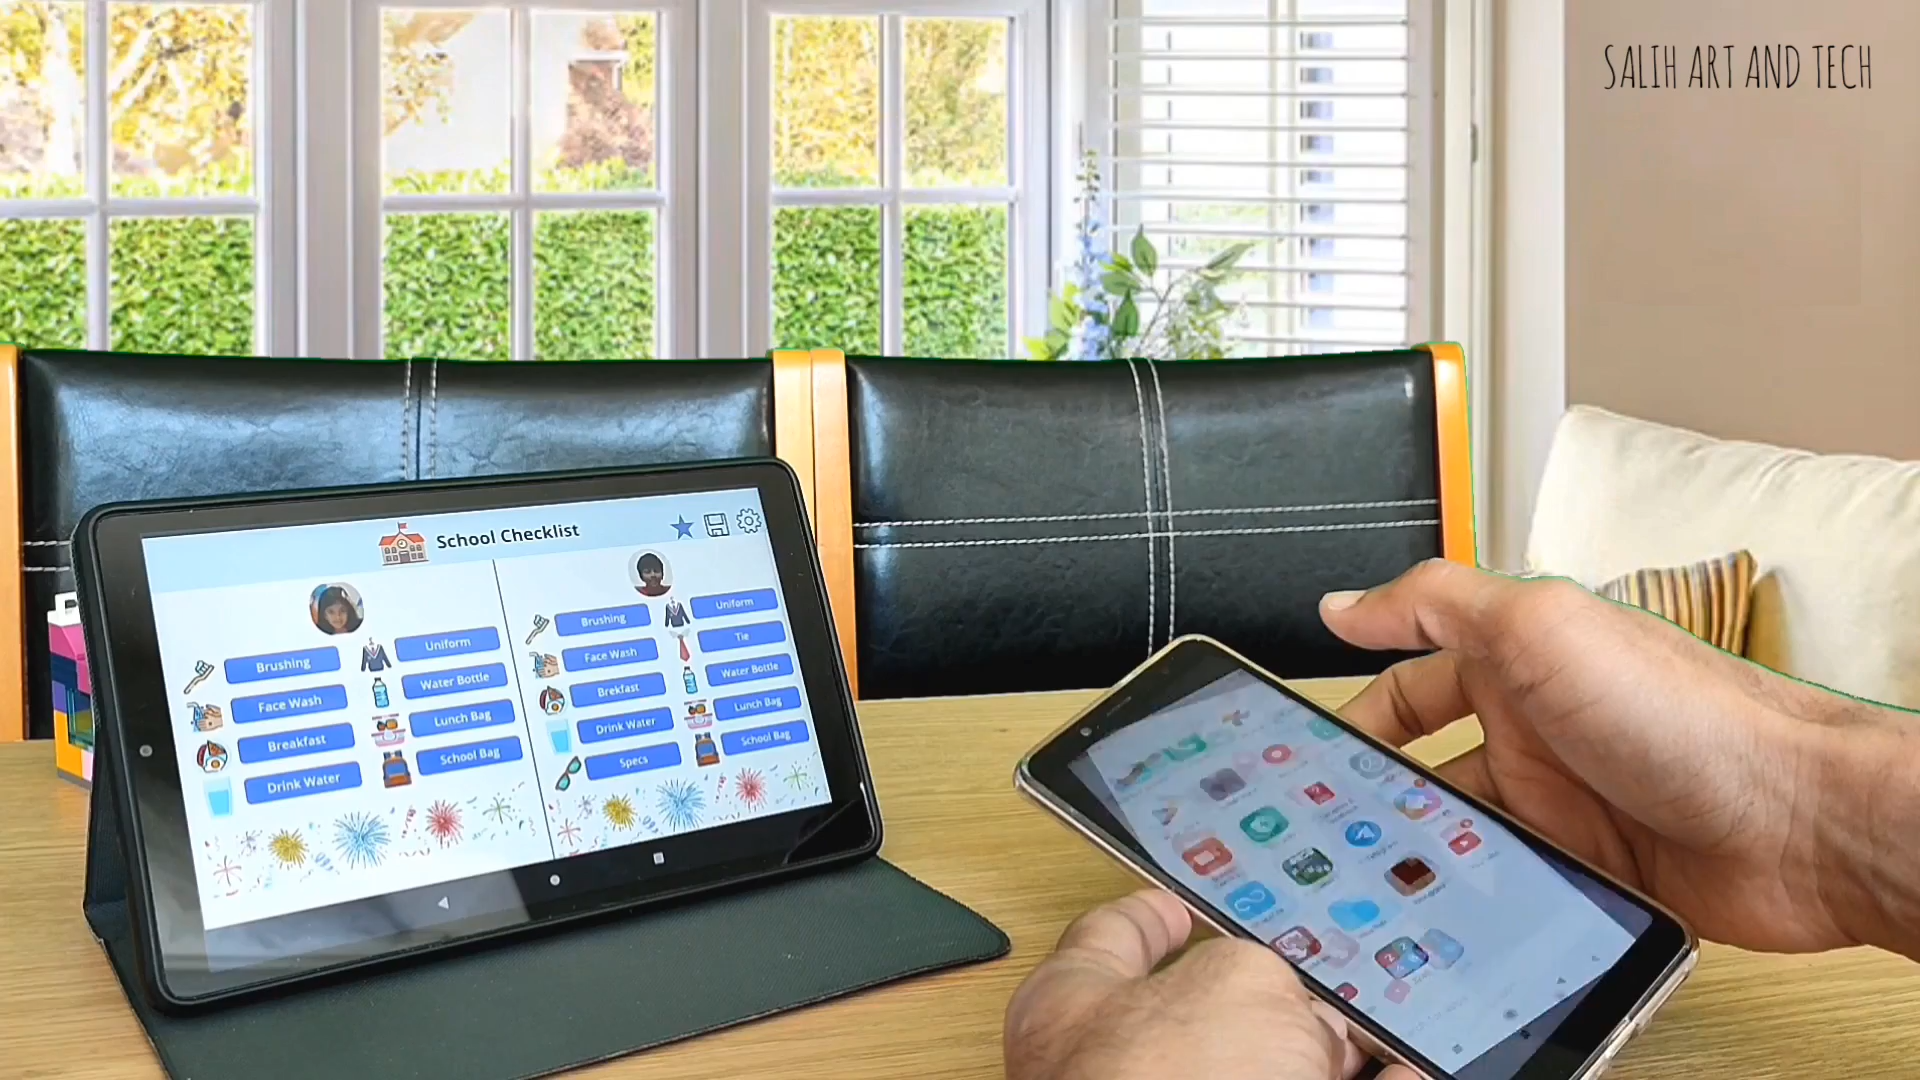 SALIH ART AND TECH
School Checklist
Brushing
Uniform
Face Wash
Water Bottle
Breakfast
Lunch Bag
Drink Water
School Bag
Brushing
Uniform
Face Wash
Tie
Brekfast
Water Bottle
Drink Water
Lunch Bag
Specs
School Bag